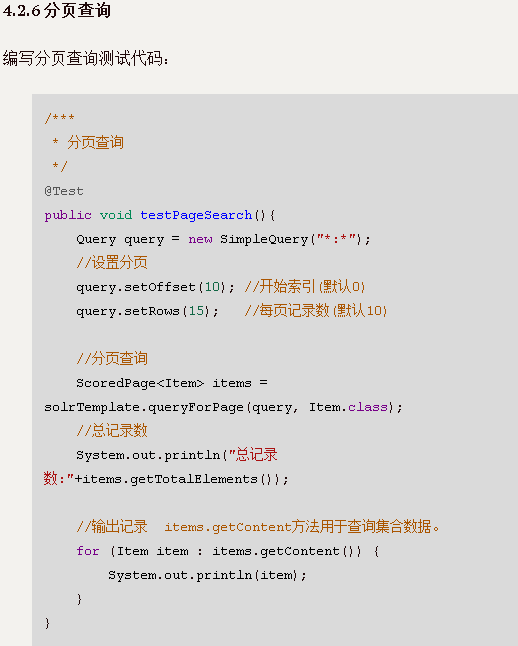 4.2.6分页查询
编写分页查询测试代码：
/***
 * 分页查询
 */
@Test
public void testPageSearch(){
    Query query = new SimpleQuery("*:*");
    //设置分页
    query.setOffset(10); //开始索引(默认0)
    query.setRows(15);   //每页记录数(默认10)
    //分页查询
    ScoredPage<Item> items =
solrTemplate.queryForPage(query, Item.class);
    //总记录数
    System.out.println("总记录
数:"+items.getTotalElements());
    //输出记录  items.getContent方法用于查询集合数据。
    for (Item item : items.getContent()) {
        System.out.println(item);
    }
}